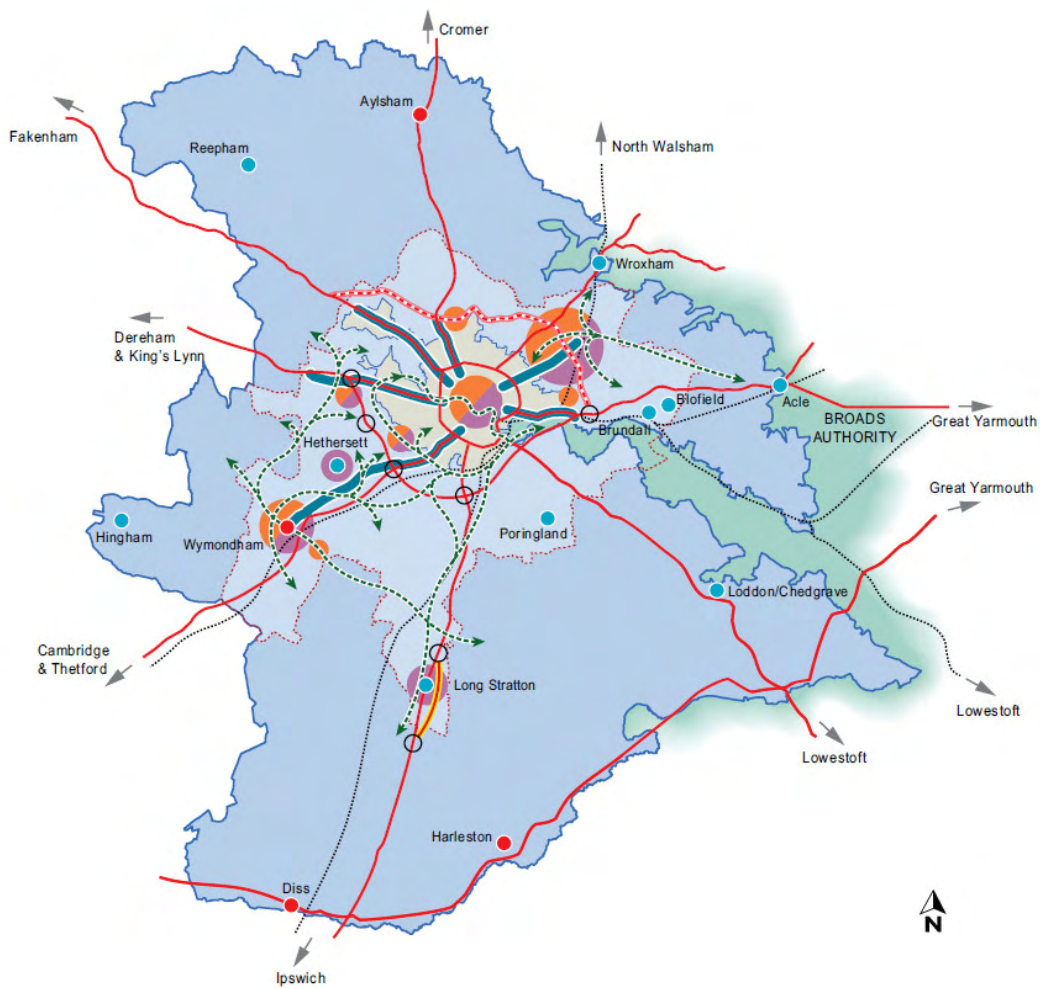 Cromer
Aylsham
Fakenham
Reepham
North Walsham
Wroxham
Dereham
& King's Lynn
Acle
Blofield
BROADS
AUTHORITY
Great Yarmouth
Brundall
Hethersett
Great Yarmouth
Hingham
Wymondham
Poringland
Loddon/Chedgrave
Cambridge
& Thetford
Long Stratton
Lowestoft
Lowestoft
Harleston
Diss
N
Ipswich